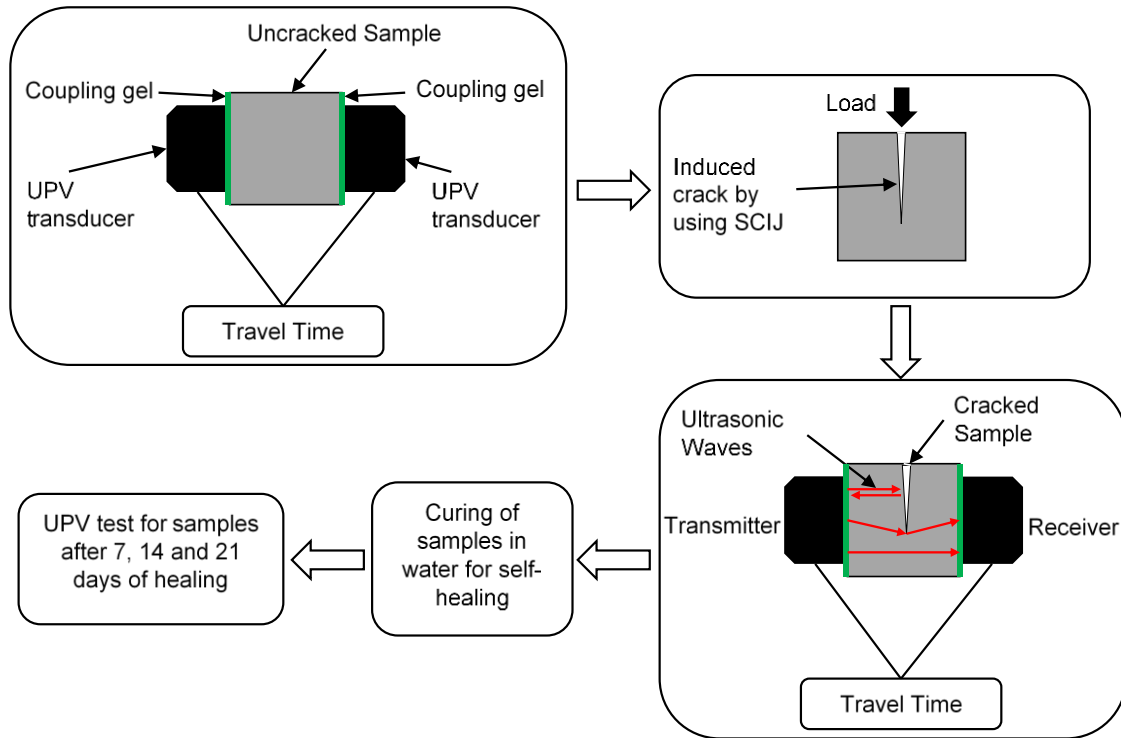 Uncracked Sample
Coupling gel
Coupling gel
UPV
transducer
UPV
transducer
Travel Time
Load
Induced
crack by
using SCIJ
Ultrasonic
Waves
Cracked
Sample
Transmitter
Receiver
Travel Time
Curing of
samples in
water for self-
healing
UPV test for samples
after 7, 14 and 21
days of healing